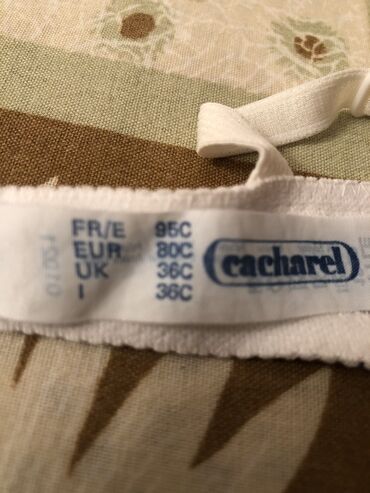 FR/E 95C
EUR 80C
UK 36C
I 36C
cacharel